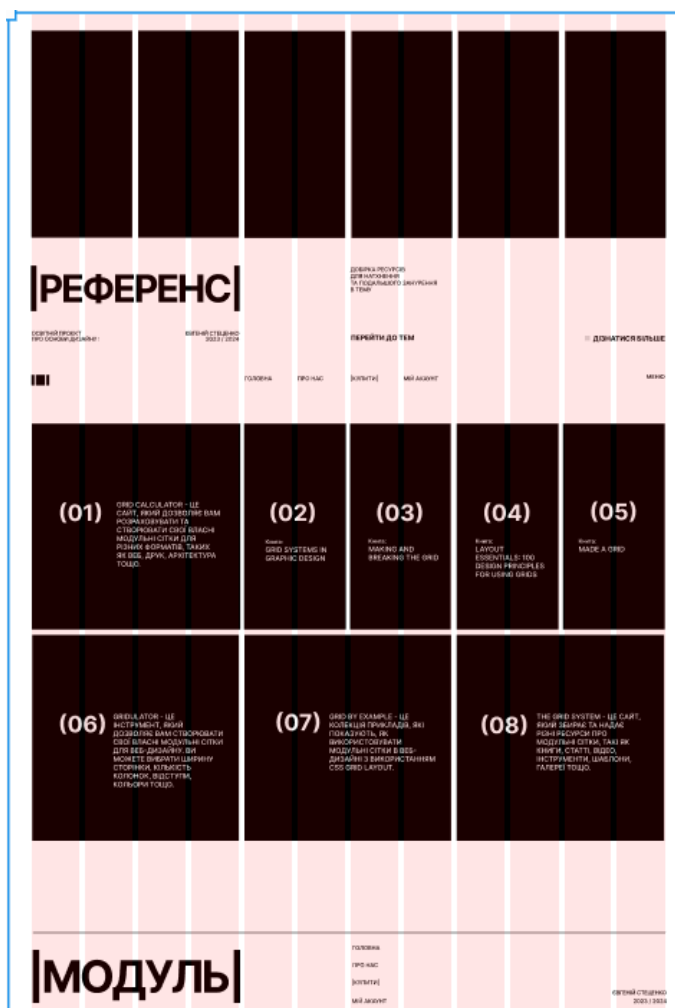 |РЕФЕРЕНС|
ДОБІРКА РЕСУРСІВ
ДЛЯ НАТХНЕННЯ
ТА ПОДАЛЬШОГО ЗАНУРЕННЯ
В ТЕМУ
ОСВІТНІЙ ПРОЕКТ
ПРО ОСНОВИ ДИЗАЙНУ
ЄВГЕНІЙ СТЕЦЕНКО
2023 / 2024
ПЕРЕЙТИ ДО ТЕМ
ДІЗНАТИСЯ БІЛЬШЕ
ГОЛОВНА
ПРО НАС
[КУПИТИ]
МІЙ АКАУНТ
МЕНЮ
(01)
GRID CALCULATOR - ЦЕ
САЙТ, ЯКИЙ ДОЗВОЛЯЄ ВАМ
РОЗРАХОВУВАТИ ТА
СТВОРЮВАТИ СВОЇ ВЛАСНІ
МОДУЛЬНІ СІТКИ ДЛЯ
РІЗНИХ ФОРМАТІВ, ТАКИХ
ЯК ВЕБ, ДРУК, АРХІТЕКТУРА
ТОЩО.
(02)
Книга:
GRID SYSTEMS IN
GRAPHIC DESIGN
(03)
Книга:
MAKING AND
BREAKING THE GRID
(04)
Книга:
LAYOUT
ESSENTIALS: 100
DESIGN PRINCIPLES
FOR USING GRIDS
(05)
Книга:
MADE A GRID
(06)
GRIDULATOR - ЦЕ
ІНСТРУМЕНТ, ЯКИЙ
ДОЗВОЛЯЄ ВАМ СТВОРЮВАТИ
СВОЇ ВЛАСНІ МОДУЛЬНІ СІТКИ
ДЛЯ ВЕБ-ДИЗАЙНУ. ВИ
МОЖЕТЕ ВИБРАТИ ШИРИНУ
СТОРІНКИ, КІЛЬКІСТЬ
КОЛОНОК, ВІДСТУПИ,
КОЛЬОРИ ТОЩО.
(07)
GRID BY EXAMPLE - ЦЕ
КОЛЕКЦІЯ ПРИКЛАДІВ, ЯКІ
ПОКАЗУЮТЬ, ЯК
ВИКОРИСТОВУВАТИ
МОДУЛЬНІ СІТКИ В ВЕБ-
ДИЗАЙНІ З ВИКОРИСТАННЯМ
CSS GRID LAYOUT.
(08)
THE GRID SYSTEM - ЦЕ САЙТ,
ЯКИЙ ЗБИРАЄ ТА НАДАЄ
РІЗНІ РЕСУРСИ ПРО
МОДУЛЬНІ СІТКИ, ТАКІ ЯК
КНИГИ, СТАТТІ, ВІДЕО,
ІНСТРУМЕНТИ, ШАБЛОНИ,
ГАЛЕРЕЇ ТОЩО.
|МОДУЛЬ|
ГОЛОВНА
ПРО НАС
[КУПИТИ]
МІЙ АКАУНТ
ЄВГЕНІЙ СТЕЦЕНКО
2023 / 2024